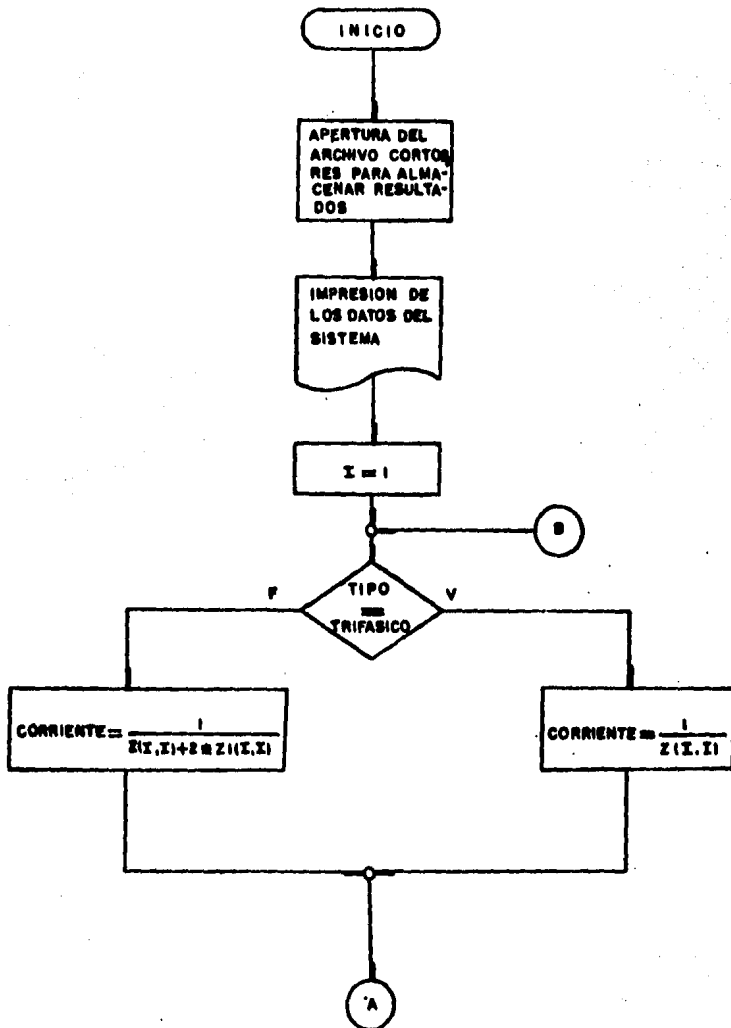 INICIO
APERTURA DEL
ARCHIVO CORTOS
RES PARA ALMA-
CENAR RESULTA-
DOS
IMPRESION DE
LOS DATOS DEL
SISTEMA
I = 1
B
F
TIPO
=
TRIFASICO
V
CORRIENTE = 1
Z(I,I)+2*Z1(I,I)
CORRIENTE = 1
Z(I,I)
A